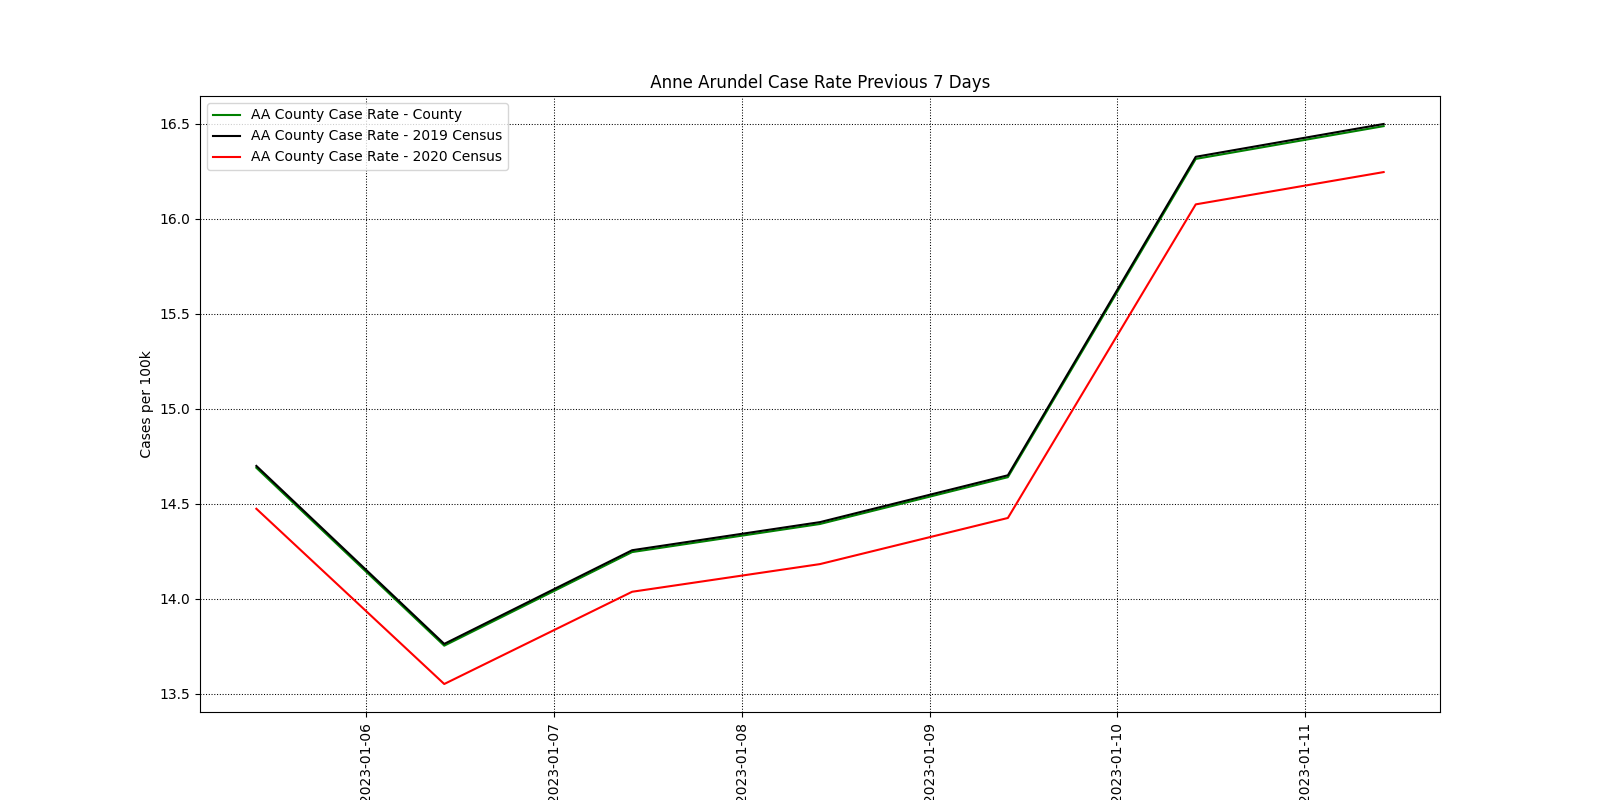 Anne Arundel Case Rate Previous 7 Days
AA County Case Rate - County
AA County Case Rate - 2019 Census
AA County Case Rate - 2020 Census
16.5
16.0
15.5
15.0
14.5
14.0
13.5
Cases per 100k
2023-01-06
2023-01-07
2023-01-08
2023-01-09
2023-01-10
2023-01-11